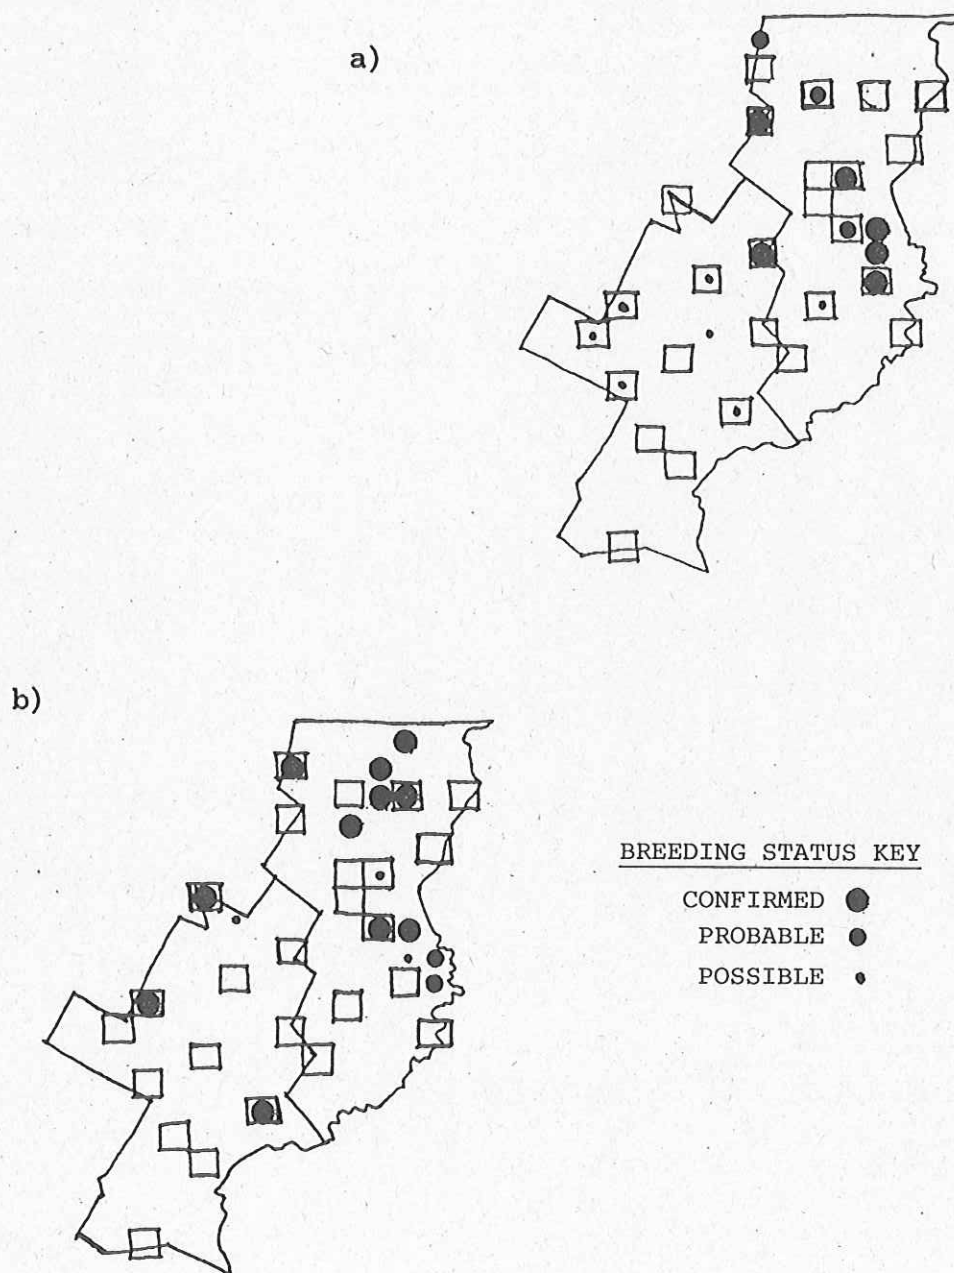 a)
b)
BREEDING STATUS KEY
CONFIRMED
PROBABLE
POSSIBLE